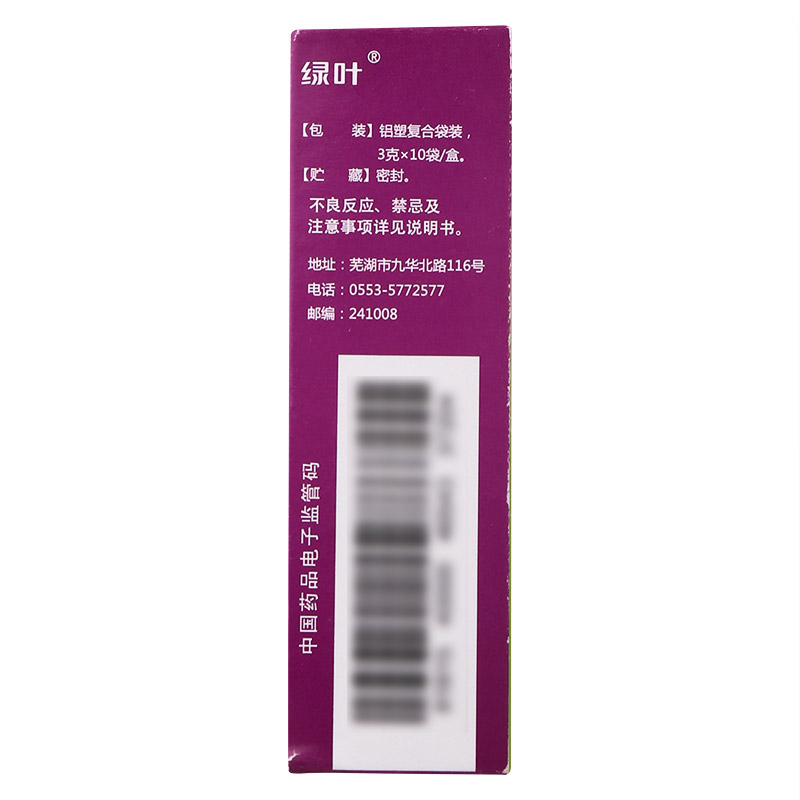 绿叶®
【包　装】铝塑复合袋装，
3克×10袋/盒。
【贮　藏】密封。
不良反应、禁忌及
注意事项详见说明书。
地址：芜湖市九华北路116号
电话：0553-5772577
邮编：241008
中国药品电子监管码